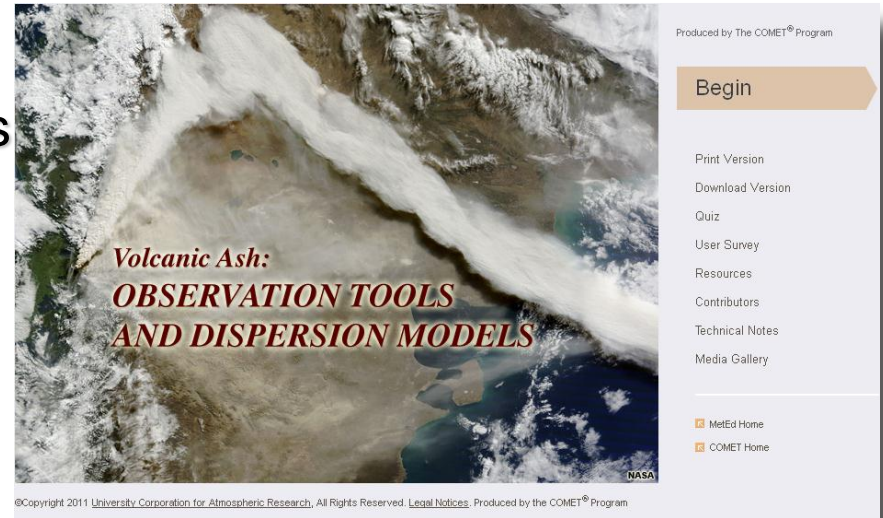 s
Volcanic Ash:
OBSERVATION TOOLS
AND DISPERSION MODELS
NASA
Produced by The COMET® Program
Begin
Print Version
Download Version
Quiz
User Survey
Resources
Contributors
Technical Notes
Media Gallery
MetEd Home
COMET Home
©Copyright 2011 University Corporation for Atmospheric Research, All Rights Reserved. Legal Notices. Produced by the COMET® Program